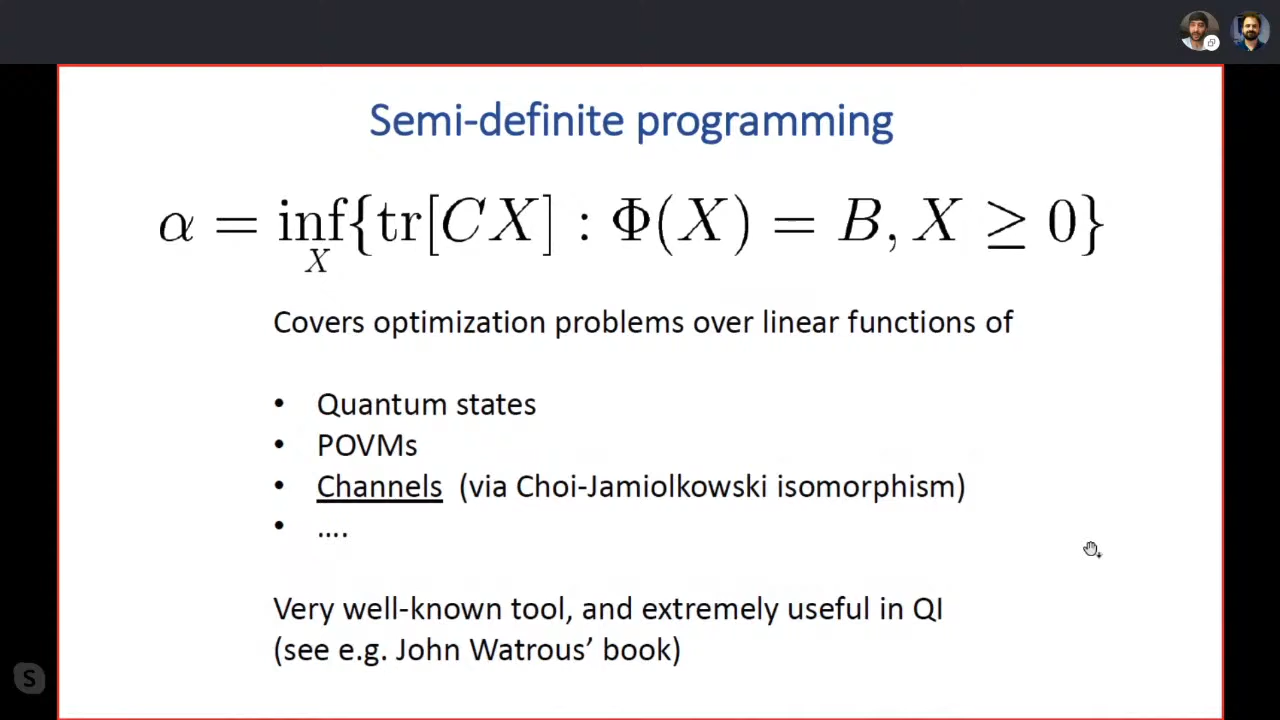 Semi-definite programming
α = inf{tr[CX] : Φ(X) = B, X ≥ 0}
X
Covers optimization problems over linear functions of
• Quantum states
• POVMs
• Channels (via Choi-Jamiolkowski isomorphism)
• ....
Very well-known tool, and extremely useful in QI
(see e.g. John Watrous’ book)
S